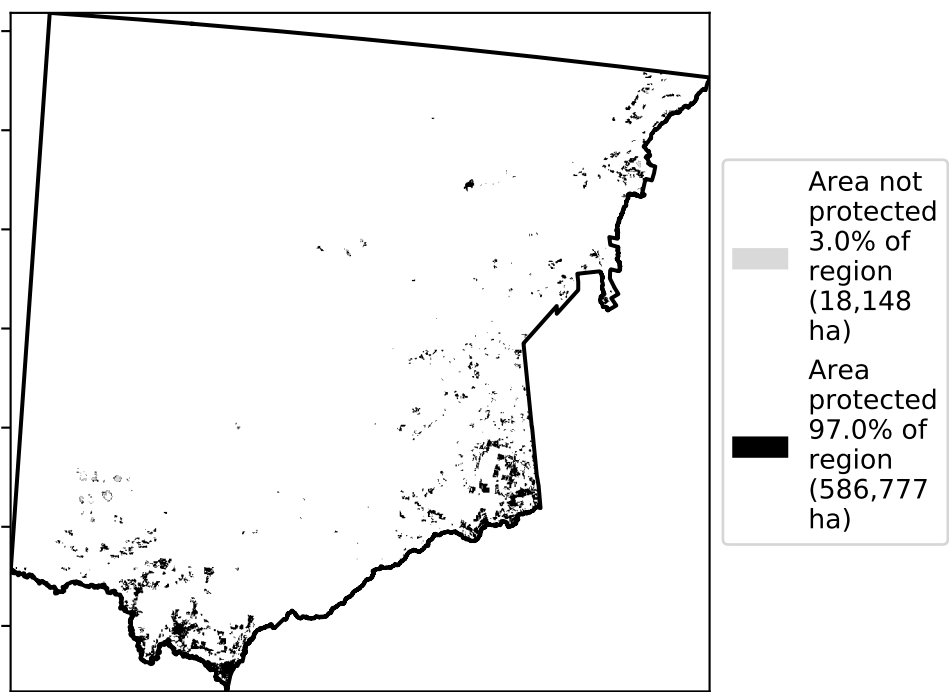 Area not
protected
3.0% of
region
(18,148
ha)
Area
protected
97.0% of
region
(586,777
ha)